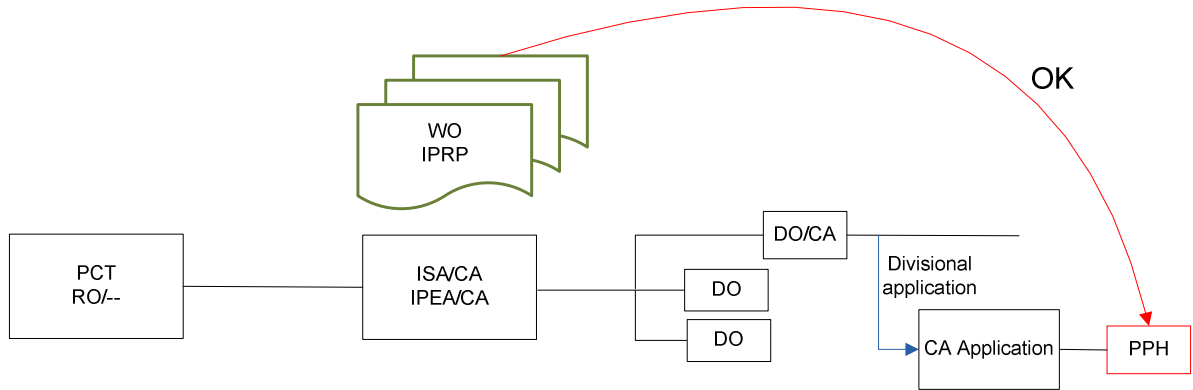 OK
WO
IPRP
PCT
RO/--
ISA/CA
IPEA/CA
DO/CA
DO
DO
Divisional
application
CA Application
PPH